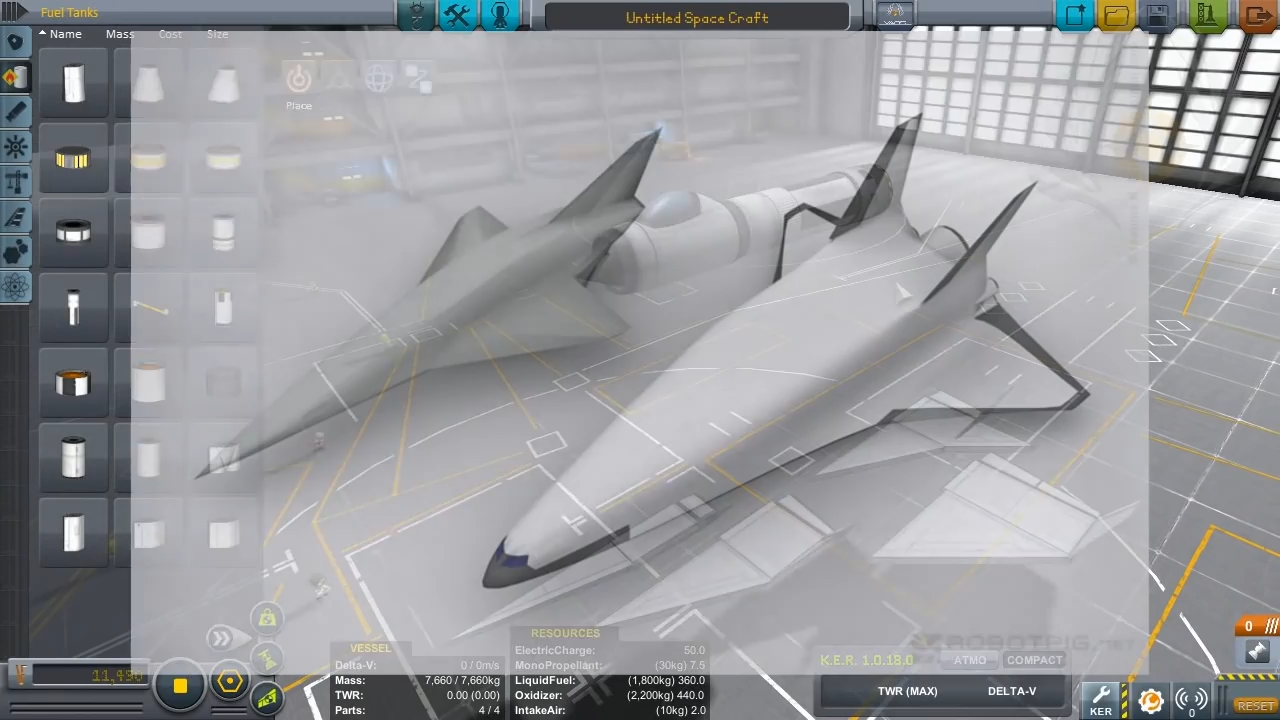 Fuel Tanks
Untitled Space Craft
Name Mass Cost Size
Place
ROBOTPIG.NET
VESSEL
Delta-V: 0 / 0m/s
Mass: 7,660 / 7,660kg
TWR: 0.00 (0.00)
Parts: 4 / 4
RESOURCES
ElectricCharge: 50.0
MonoPropellant: (30kg) 7.5
LiquidFuel: (1,800kg) 360.0
Oxidizer: (2,200kg) 440.0
IntakeAir: (10kg) 2.0
K.E.R. 1.0.18.0 ATMO COMPACT
TWR (MAX) DELTA-V
KER
0
0
RESET